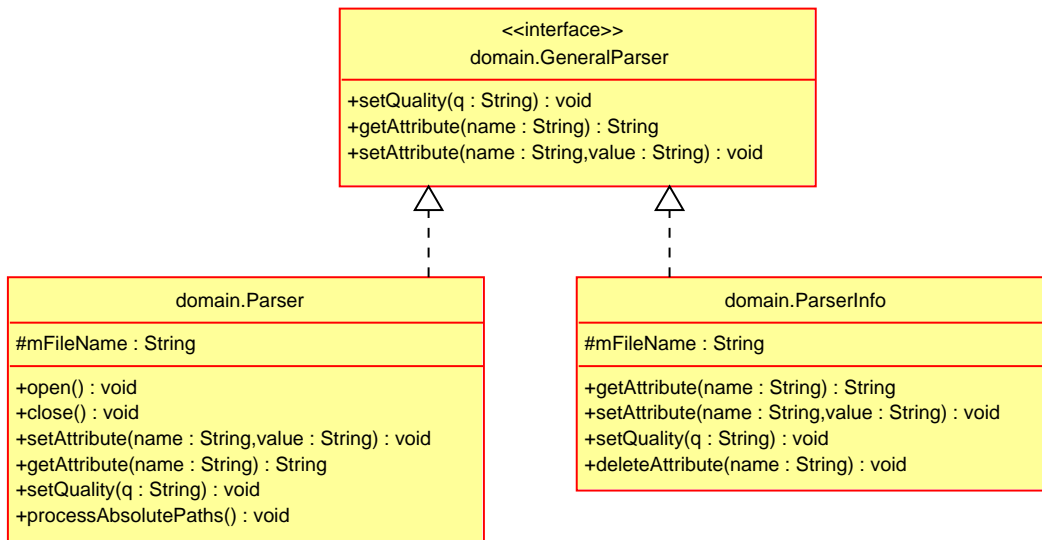 <<interface>>
domain.GeneralParser
+setQuality(q : String) : void
+getAttribute(name : String) : String
+setAttribute(name : String,value : String) : void
domain.Parser
#mFileName : String
+open() : void
+close() : void
+setAttribute(name : String,value : String) : void
+getAttribute(name : String) : String
+setQuality(q : String) : void
+processAbsolutePaths() : void
domain.ParserInfo
#mFileName : String
+getAttribute(name : String) : String
+setAttribute(name : String,value : String) : void
+setQuality(q : String) : void
+deleteAttribute(name : String) : void